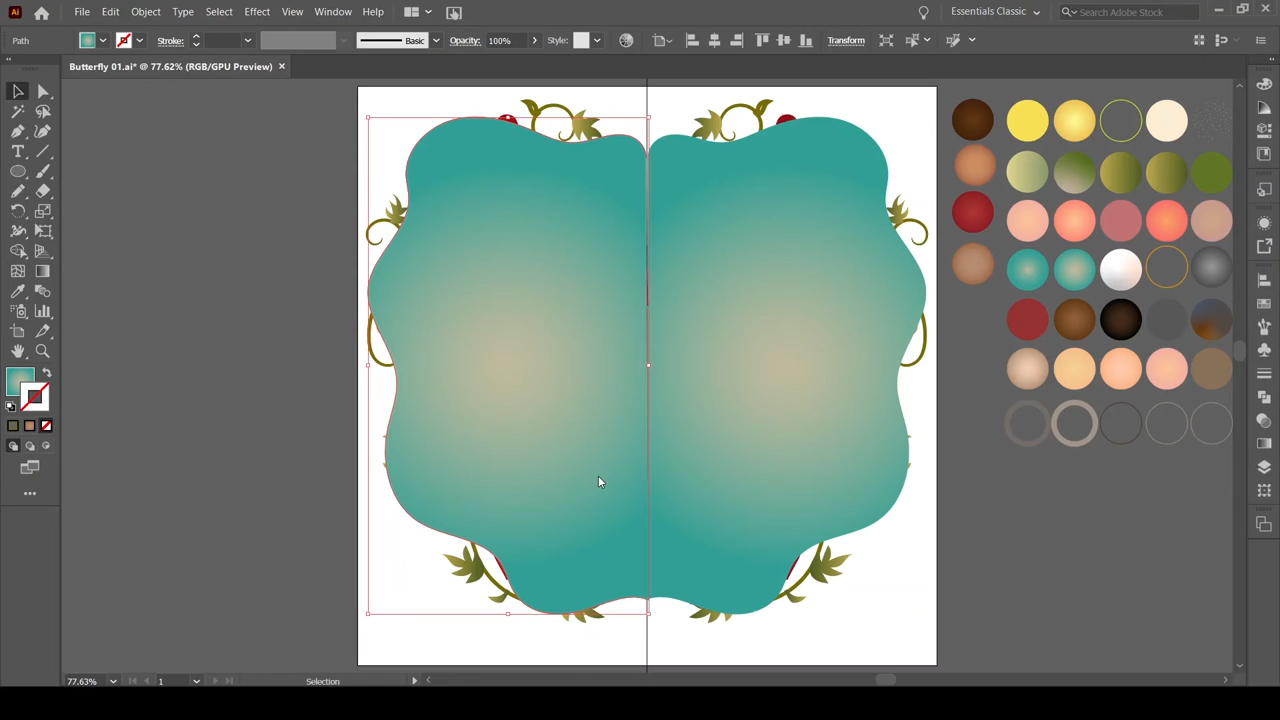 Ai
File Edit Object Type Select Effect View Window Help
Essentials Classic
Search Adobe Stock
Path
Stroke:
Basic
Opacity: 100%
Style:
Transform
Butterfly 01.ai* @ 77.62% (RGB/GPU Preview)
77.63%
1
Selection